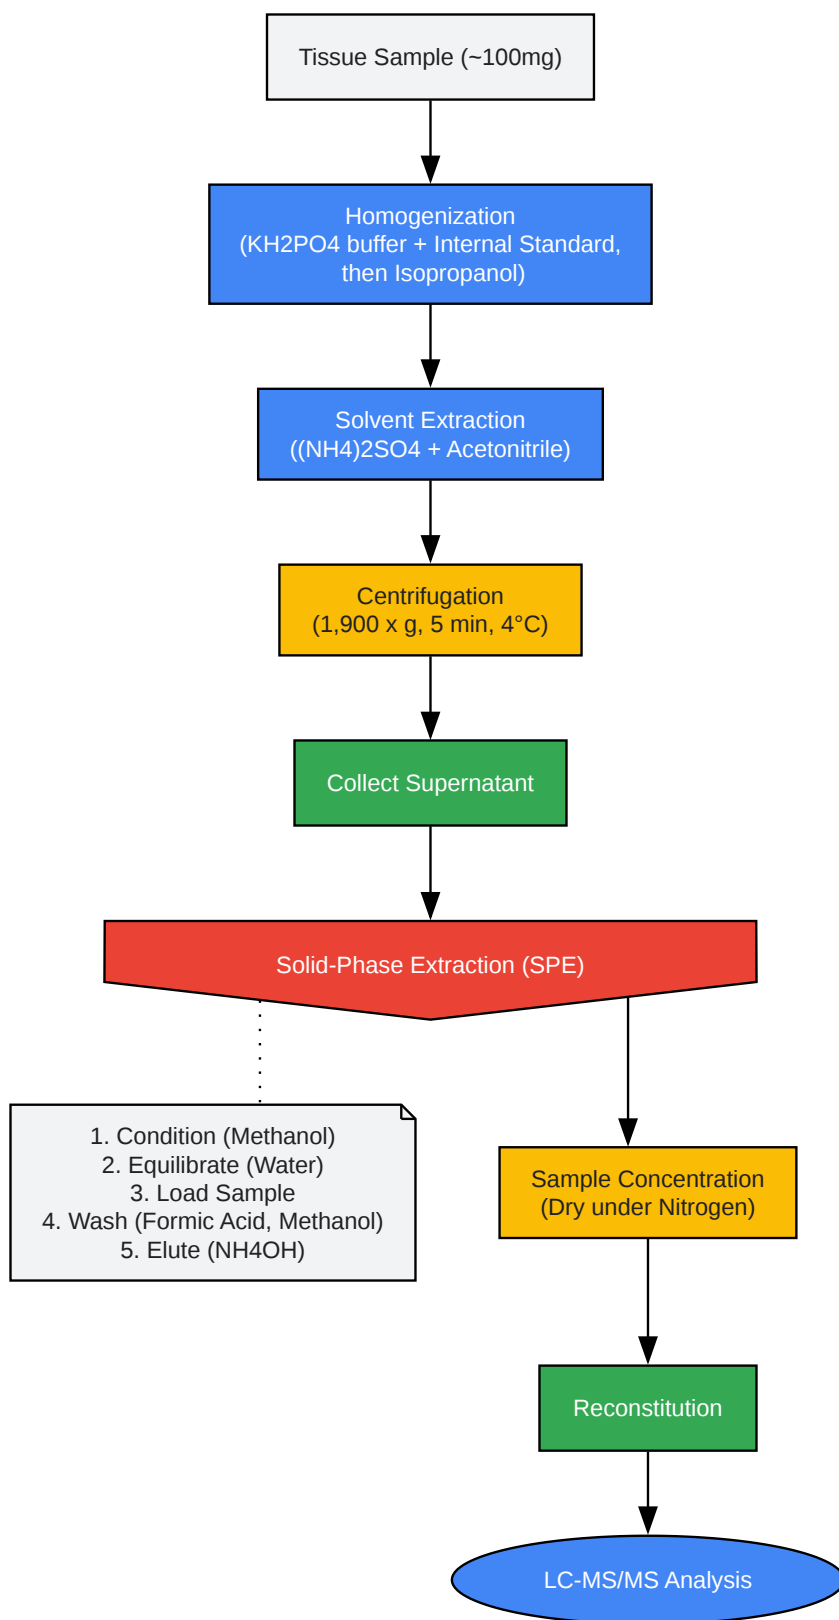 Tissue Sample (~100mg)
Homogenization
(KH2PO4 buffer + Internal Standard,
then Isopropanol)
Solvent Extraction
((NH4)2SO4 + Acetonitrile)
Centrifugation
(1,900 x g, 5 min, 4°C)
Collect Supernatant
Solid-Phase Extraction (SPE)
1. Condition (Methanol)
2. Equilibrate (Water)
3. Load Sample
4. Wash (Formic Acid, Methanol)
5. Elute (NH4OH)
Sample Concentration
(Dry under Nitrogen)
Reconstitution
LC-MS/MS Analysis